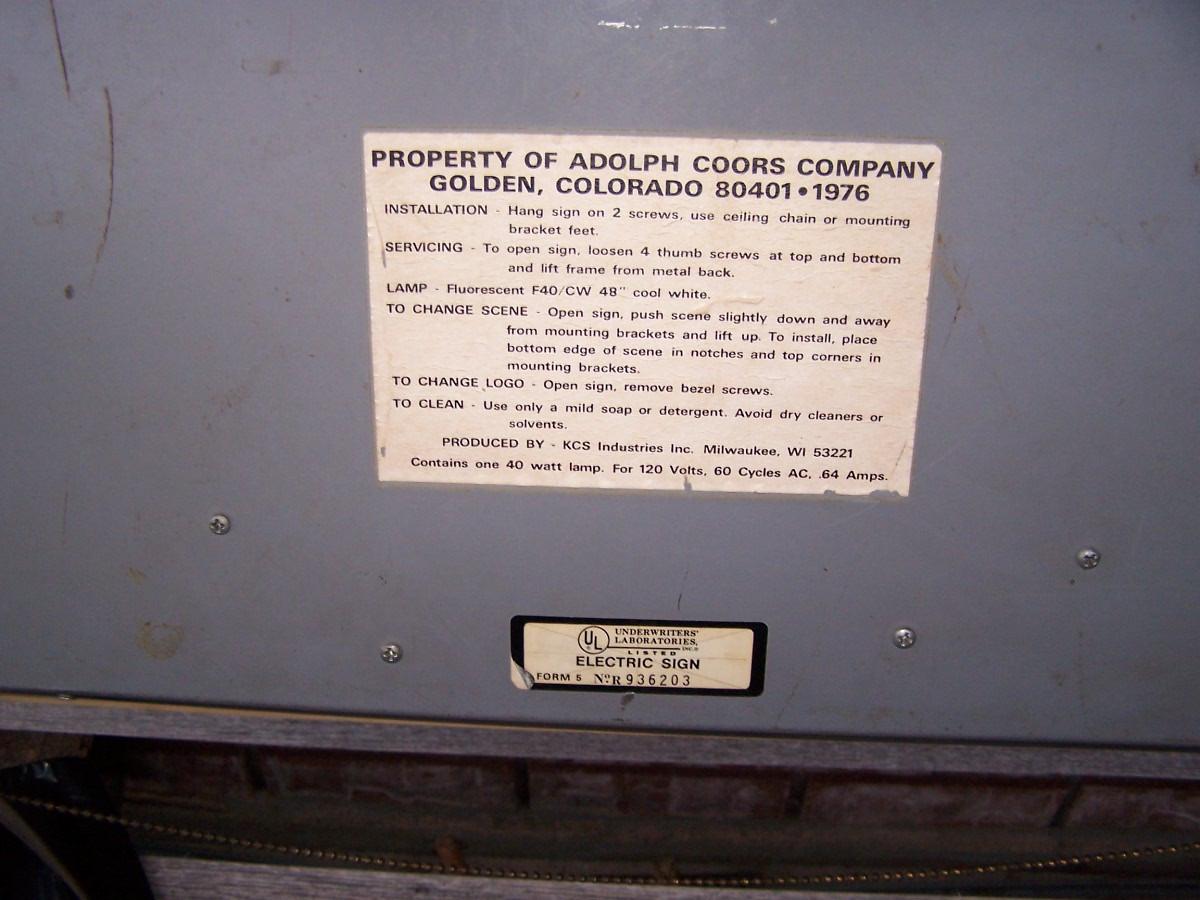 PROPERTY OF ADOLPH COORS COMPANY
GOLDEN, COLORADO 80401 • 1976
INSTALLATION - Hang sign on 2 screws, use ceiling chain or mounting
bracket feet.
SERVICING - To open sign, loosen 4 thumb screws at top and bottom
and lift frame from metal back.
LAMP - Fluorescent F40/CW 48" cool white.
TO CHANGE SCENE - Open sign, push scene slightly down and away
from mounting brackets and lift up. To install, place
bottom edge of scene in notches and top corners in
mounting brackets.
TO CHANGE LOGO - Open sign, remove bezel screws.
TO CLEAN - Use only a mild soap or detergent. Avoid dry cleaners or
solvents.
PRODUCED BY - KCS Industries Inc. Milwaukee, WI 53221
Contains one 40 watt lamp. For 120 Volts, 60 Cycles AC, .64 Amps.
UL ® UNDERWRITERS'
LABORATORIES,
INC.®
LISTED
ELECTRIC SIGN
FORM 5 Nº R 936203